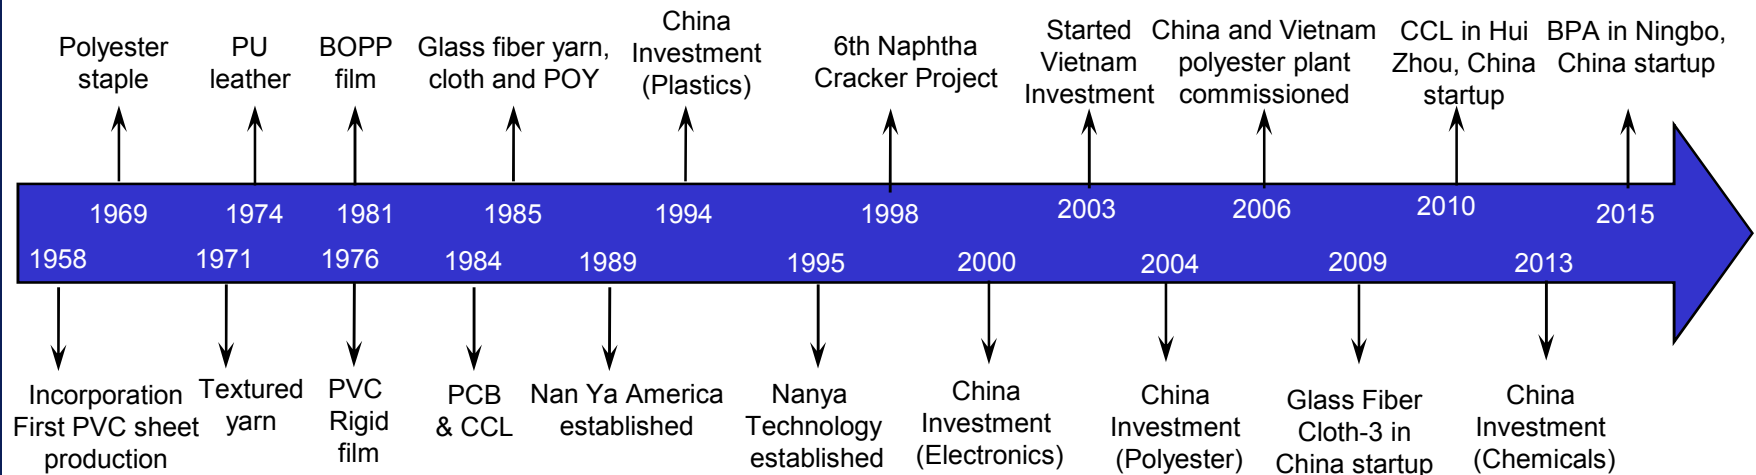 Polyester
staple
PU
leather
BOPP
film
Glass fiber yarn,
cloth and POY
China
Investment
(Plastics)
6th Naphtha
Cracker Project
Started
Vietnam
Investment
China and Vietnam
polyester plant
commissioned
CCL in Hui
Zhou, China
startup
BPA in Ningbo,
China startup
1969
1974
1981
1985
1994
1998
2003
2006
2010
2015
1958
1971
1976
1984
1989
1995
2000
2004
2009
2013
Incorporation
First PVC sheet
production
Textured
yarn
PVC
Rigid
film
PCB
& CCL
Nan Ya America
established
Nanya
Technology
established
China
Investment
(Electronics)
China
Investment
(Polyester)
Glass Fiber
Cloth-3 in
China startup
China
Investment
(Chemicals)